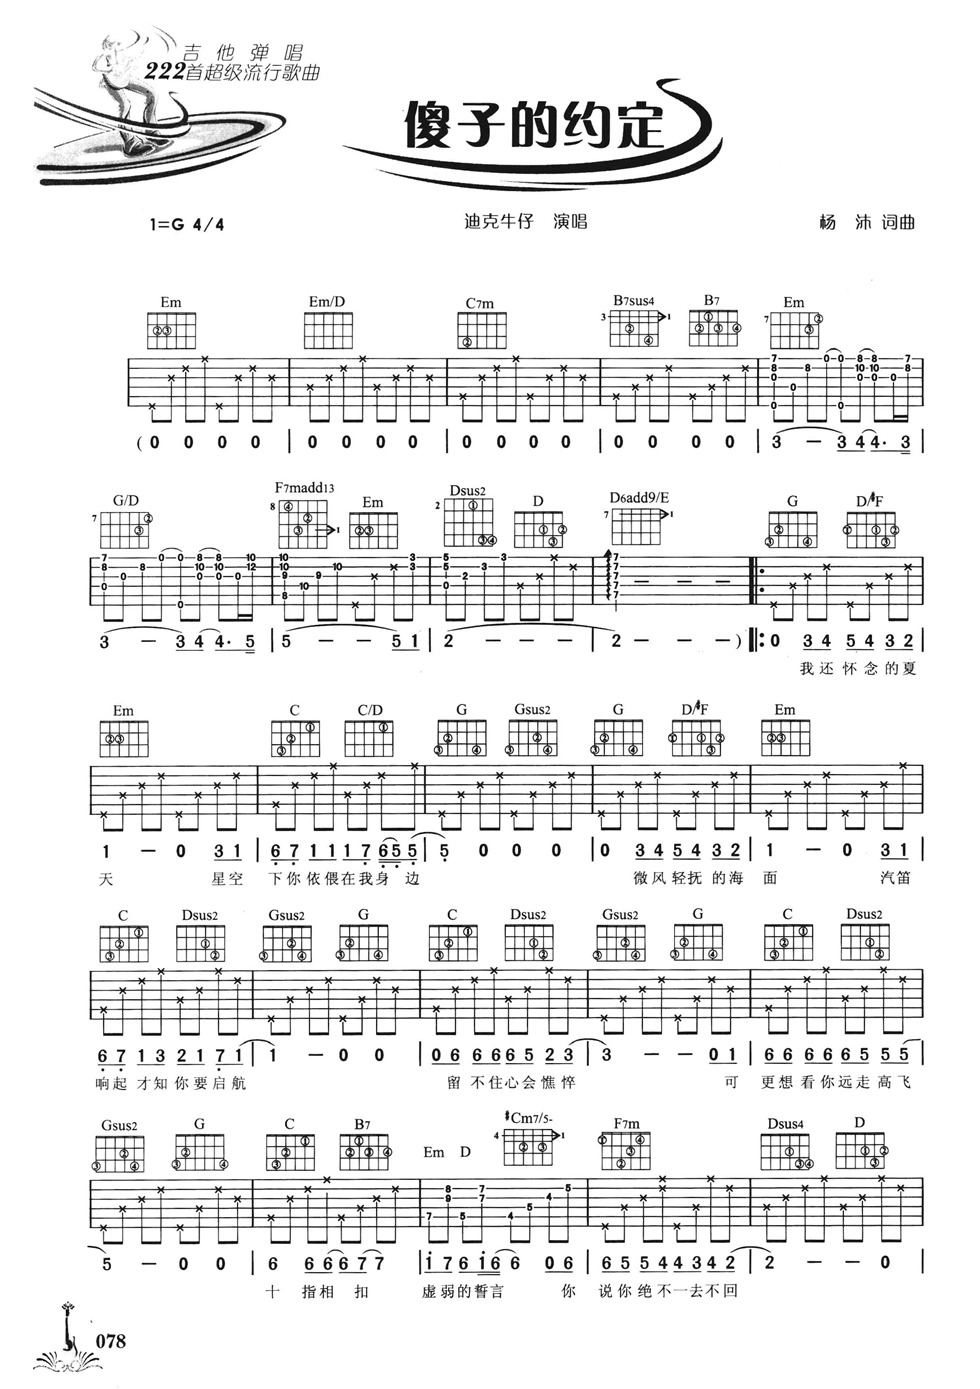 吉他弹唱
222首超级流行歌曲
傻子的约定
1=G 4/4
迪克牛仔 演唱
杨 沐 词曲
Em Em/D C7m B7sus4 B7 Em
(0 0 0 0 | 0 0 0 0 | 0 0 0 0 | 0 0 0 0 | 3 – 3 4 4· 3 |
G/D F7madd13 Em Dsus2 D D6add9/E G D/♯F
3 – 3 4 4· 5 | 5 – – 5 1 | 2 – – – | 2 – – – ) ‖: 0 3 4 5 4 3 2 |
我还怀念的夏
Em C C/D G Gsus2 G D/♯F Em
1 – 0 3 1 | 6 7 1 1 1 7 6 5 5 | 5 0 0 0 | 0 3 4 5 4 3 2 | 1 – 0 3 1 |
天 星空 下你依偎在我身边 微风轻抚的海 面 汽笛
C Dsus2 Gsus2 G C Dsus2 Gsus2 G C Dsus2
6 7 1 3 2 1 7 1 | 1 – 0 0 | 0 6 6 6 6 5 2 3 | 3 – – 0 1 | 6 6 6 6 6 5 5 5 |
响起才知你要启航 留不住心会憔悴 可 更想看你远走高飞
Gsus2 G C B7 Em D ♯Cm7/5- F7m Dsus4 D
5 – 0 0 | 6 6 6 6 7 7 | 1 7 6 1 6 6 0 6 | 6 5 5 4 4 3 4 2 | 2 – – 0 |
十指相扣 虚弱的誓言 你 说你绝不一去不回
078